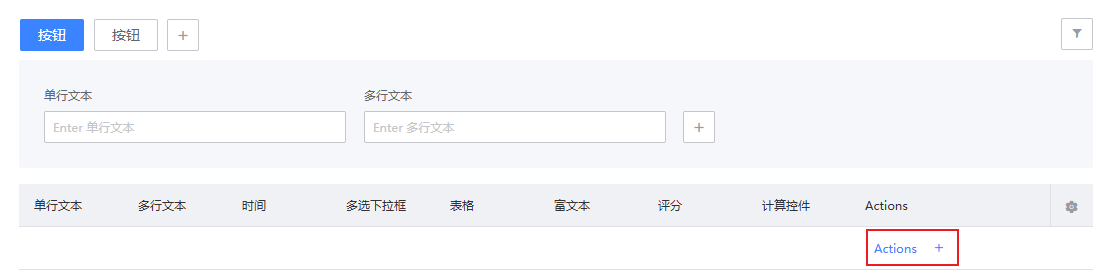 按钮 按钮 +
单行文本 多行文本
Enter 单行文本 Enter 多行文本 +
单行文本 多行文本 时间 多选下拉框 表格 富文本 评分 计算控件 Actions
Actions +